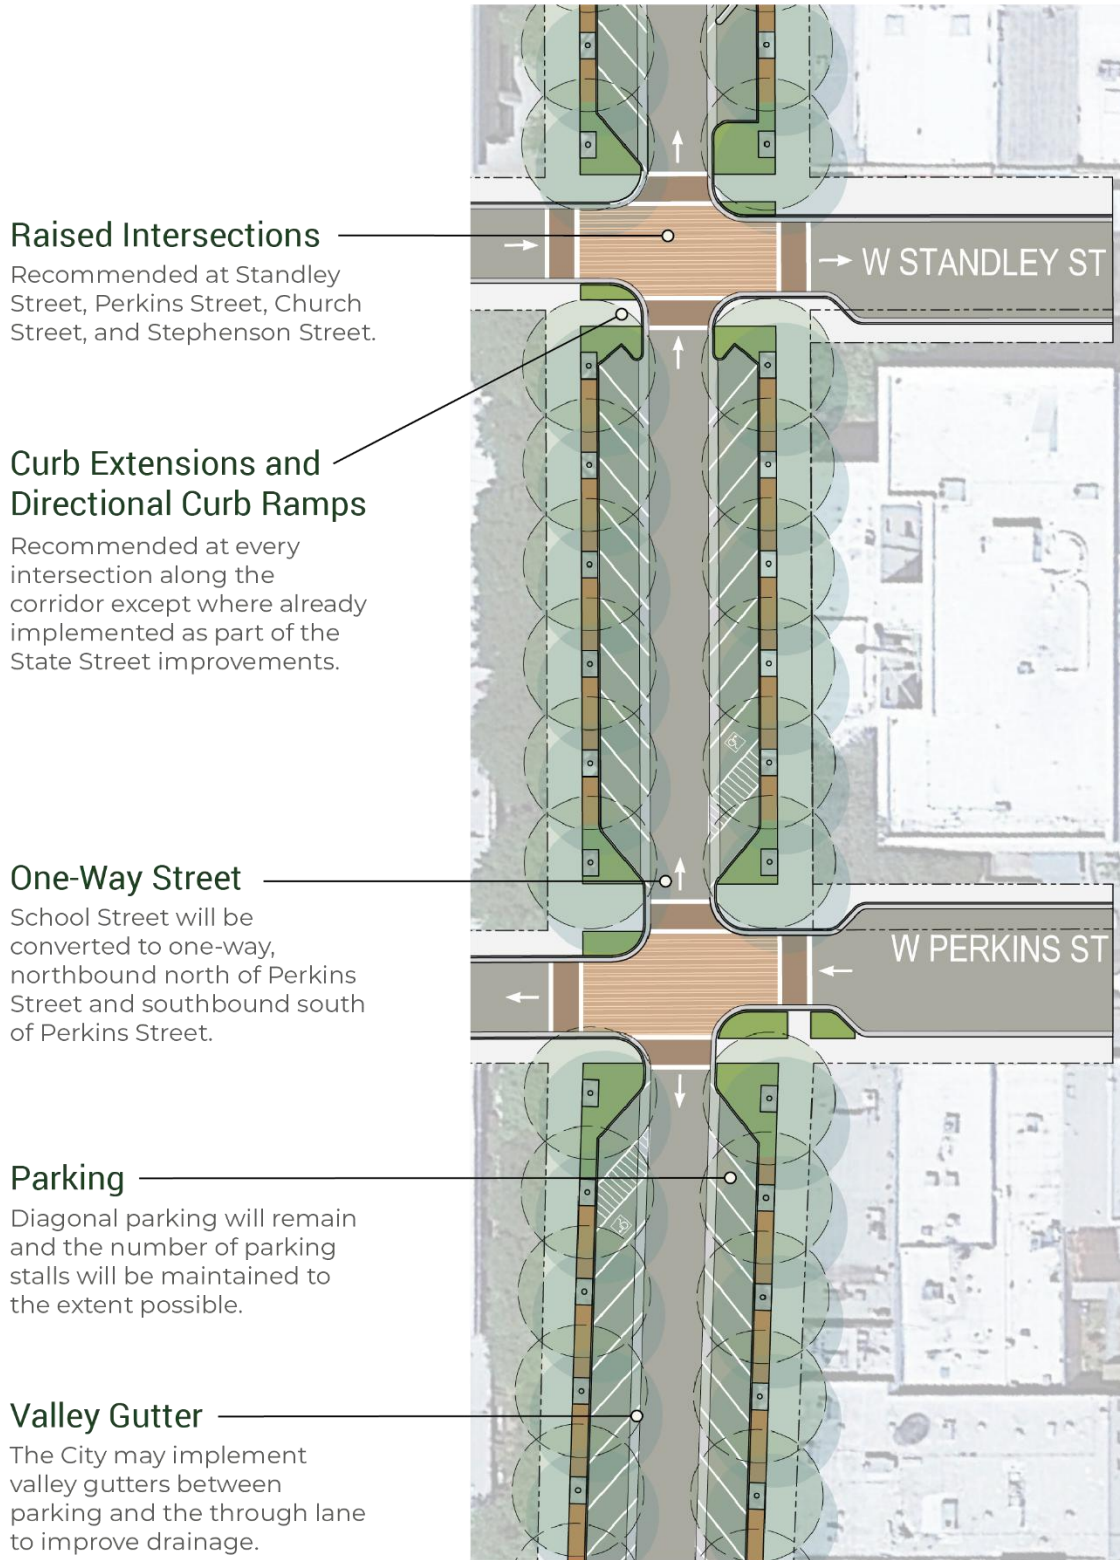 Raised Intersections
Recommended at Standley
Street, Perkins Street, Church
Street, and Stephenson Street.
W STANDLEY ST
Curb Extensions and
Directional Curb Ramps
Recommended at every
intersection along the
corridor except where already
implemented as part of the
State Street improvements.
One-Way Street
School Street will be
converted to one-way,
northbound north of Perkins
Street and southbound south
of Perkins Street.
W PERKINS ST
Parking
Diagonal parking will remain
and the number of parking
stalls will be maintained to
the extent possible.
Valley Gutter
The City may implement
valley gutters between
parking and the through lane
to improve drainage.